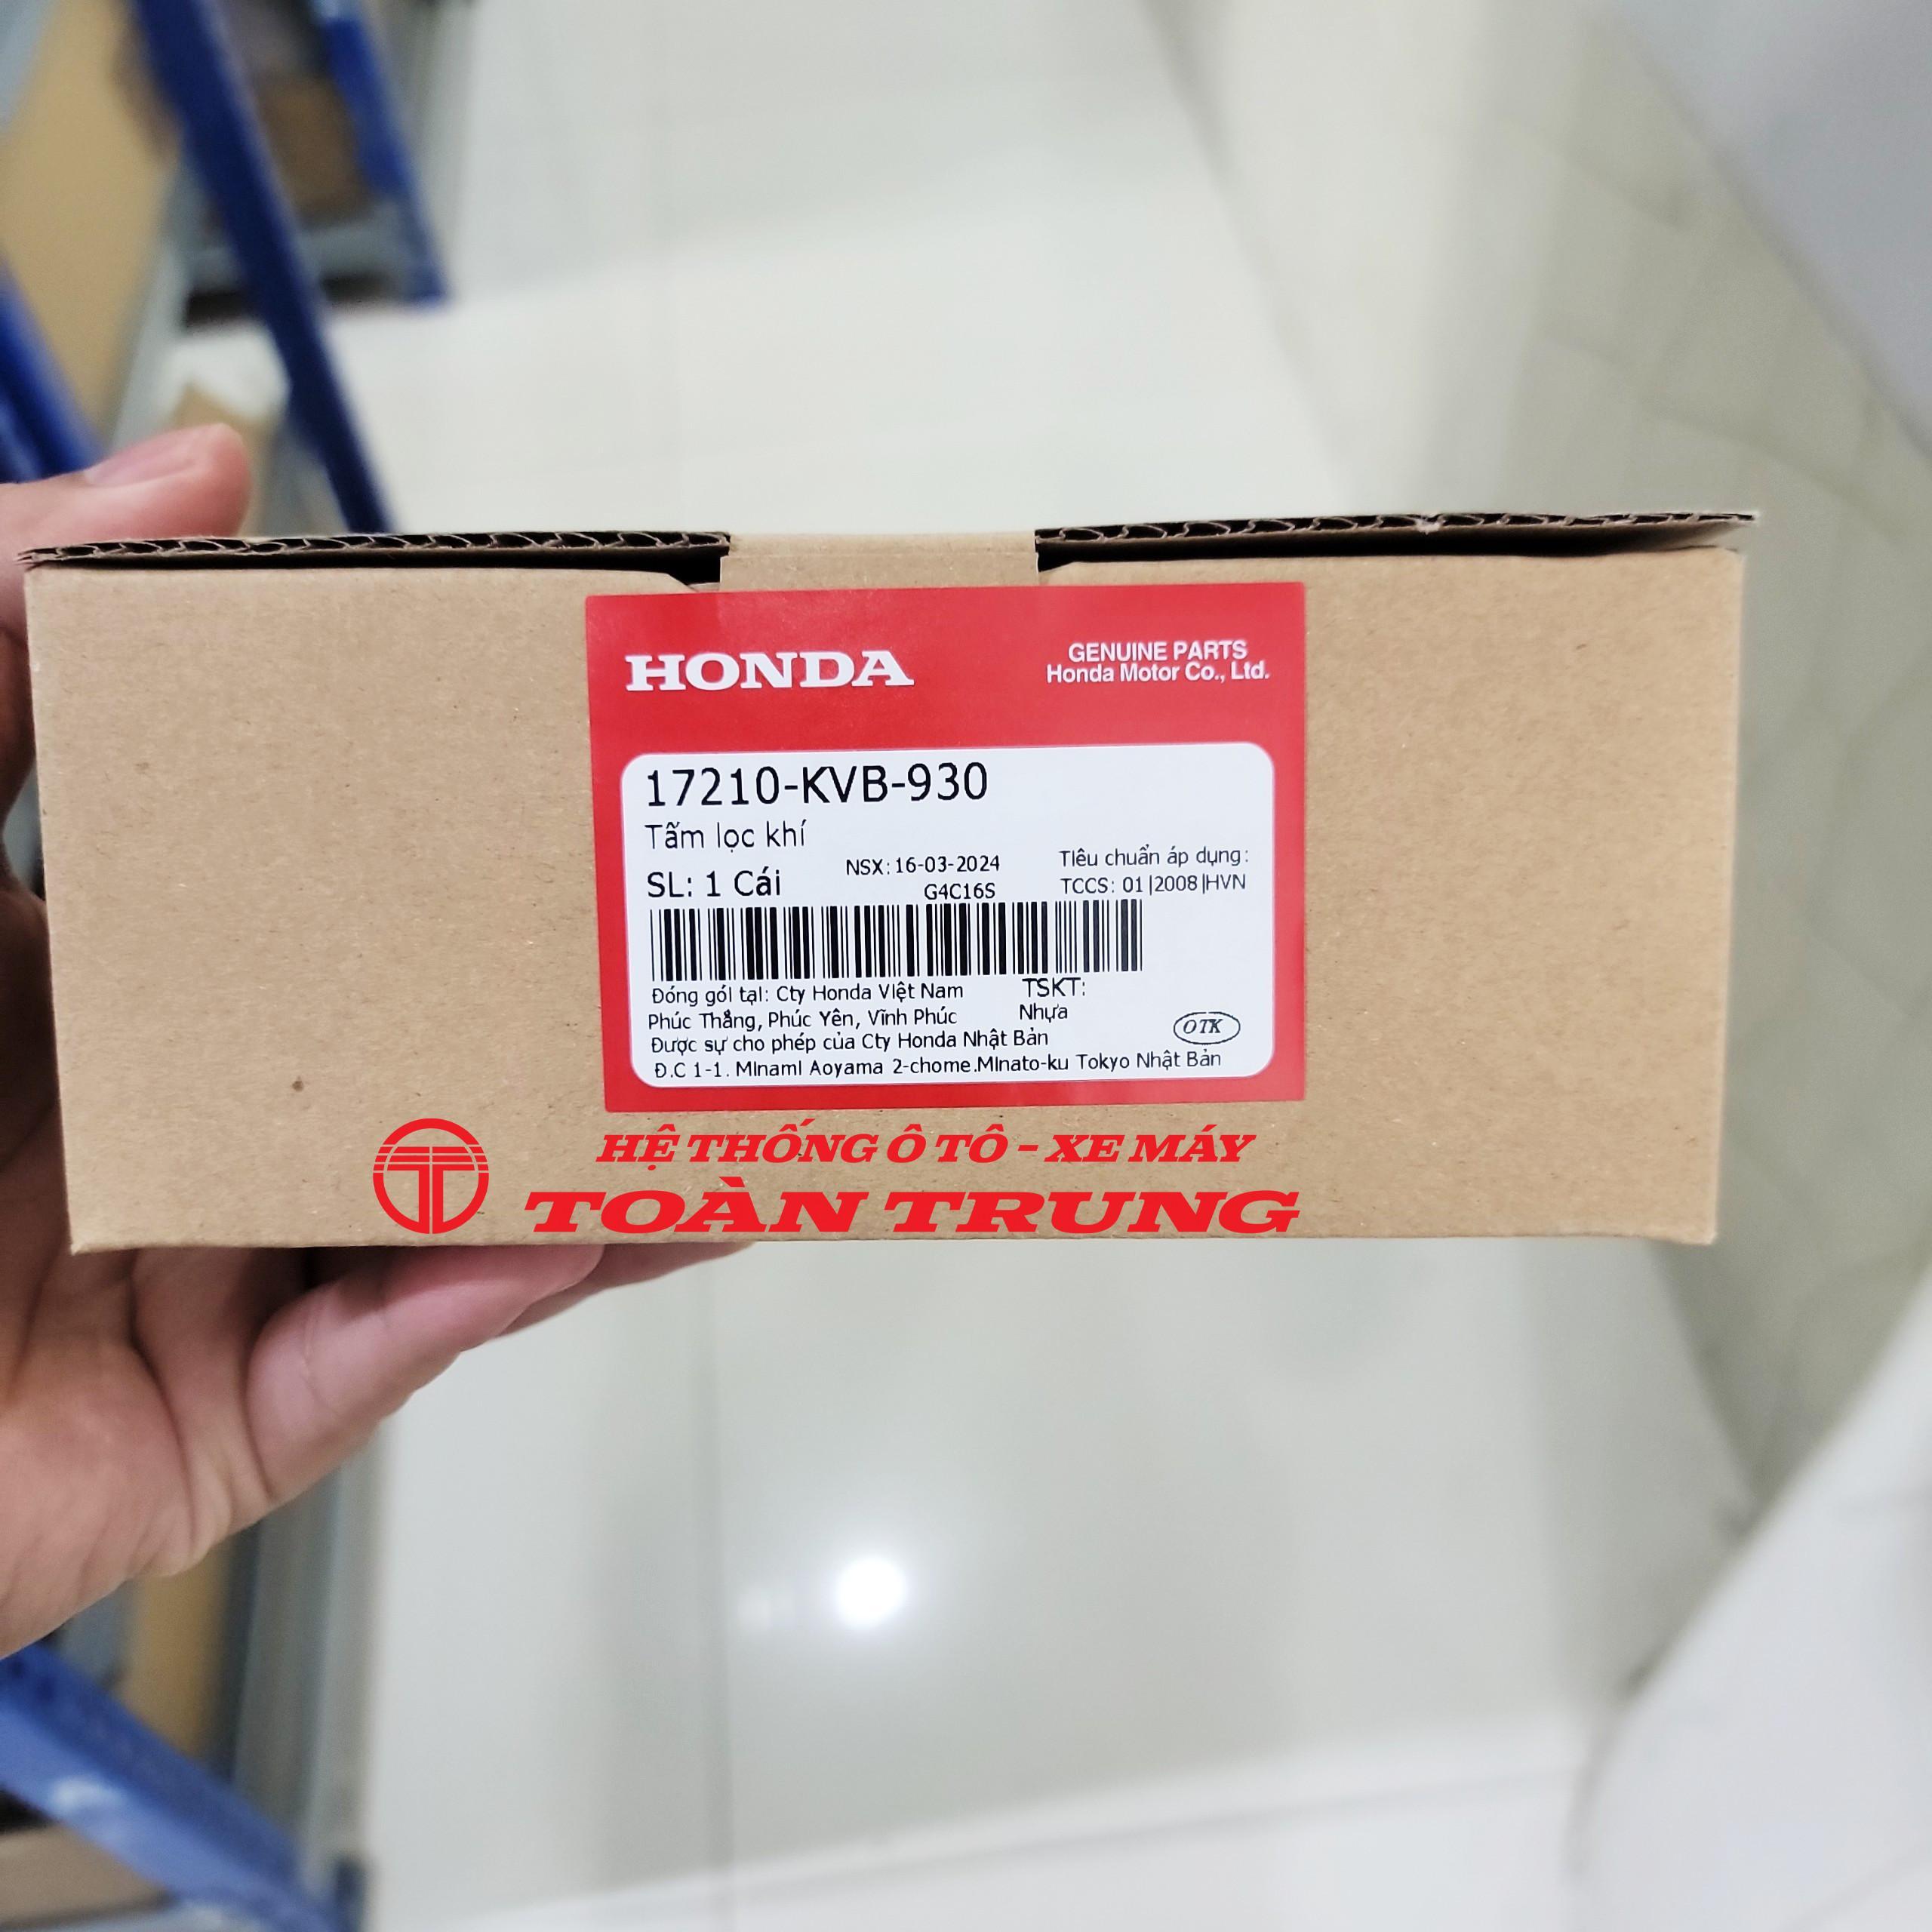 HONDA
GENUINE PARTS
Honda Motor Co., Ltd.
17210-KVB-930
Tấm lọc khí
SL: 1 Cái
NSX: 16-03-2024
G4C16S
Tiêu chuẩn áp dụng:
TCCS: 01|2008|HVN
Đóng gói tại: Cty Honda Việt Nam
Phúc Thắng, Phúc Yên, Vĩnh Phúc
TSKT:
Nhựa
Được sự cho phép của Cty Honda Nhật Bản
Đ.C 1-1. Minami Aoyama 2-chome.Minato-ku Tokyo Nhật Bản
OTK
HỆ THỐNG Ô TÔ - XE MÁY
TOÀN TRUNG